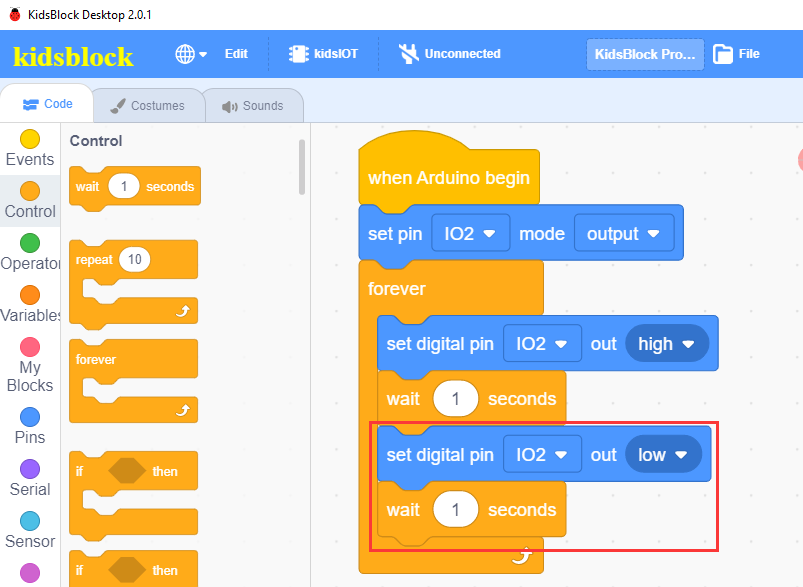 KidsBlock Desktop 2.0.1
kidsblock
Edit
kidsIOT
Unconnected
KidsBlock Pro...
File
Code
Costumes
Sounds
Events
Control
Operator
Variables
My
Blocks
Pins
Serial
Sensor
Control
wait 1 seconds
repeat 10
forever
if then
if then
when Arduino begin
set pin IO2 mode output
forever
set digital pin IO2 out high
wait 1 seconds
set digital pin IO2 out low
wait 1 seconds